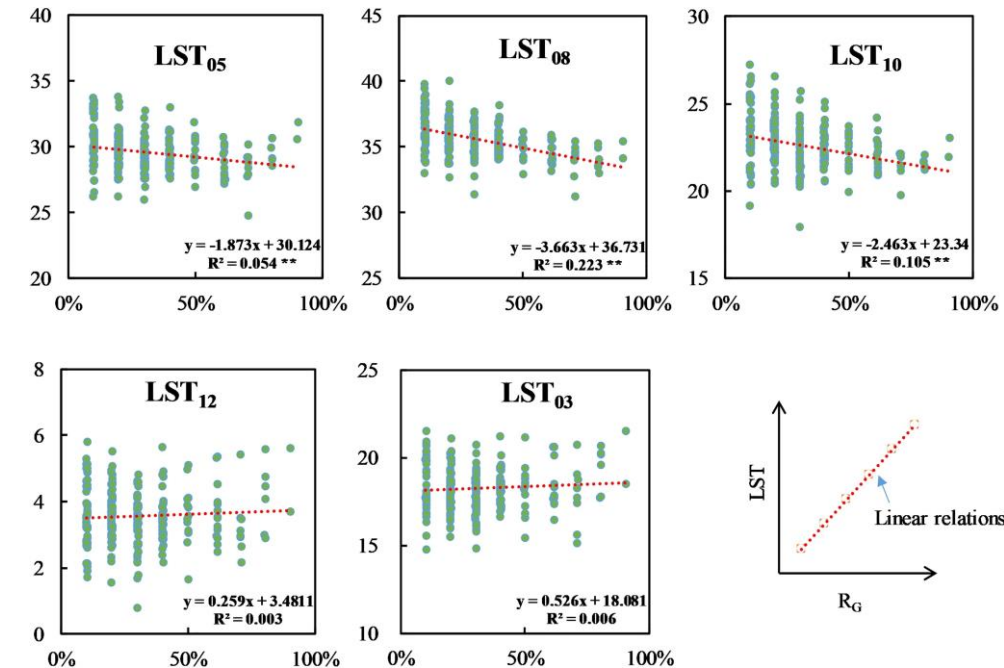 40
35
30
25
20
LST05
y = -1.873x + 30.124
R² = 0.054 **
0% 50% 100%
45
40
35
30
25
LST08
y = -3.663x + 36.731
R² = 0.223 **
0% 50% 100%
30
25
20
15
LST10
y = -2.463x + 23.34
R² = 0.105 **
0% 50% 100%
8
6
4
2
0
LST12
y = 0.259x + 3.4811
R² = 0.003
0% 50% 100%
25
20
15
10
LST03
y = 0.526x + 18.081
R² = 0.006
0% 50% 100%
LST
Linear relations
RG